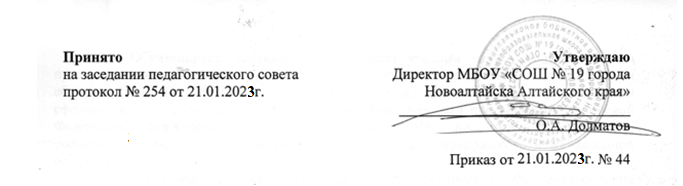 Принято
на заседании педагогического совета
протокол № 254 от 21.01.2023г.
Утверждаю
Директор МБОУ «СОШ № 19 города
Новоалтайска Алтайского края»
О.А. Долматов
Приказ от 21.01.2023г. № 44